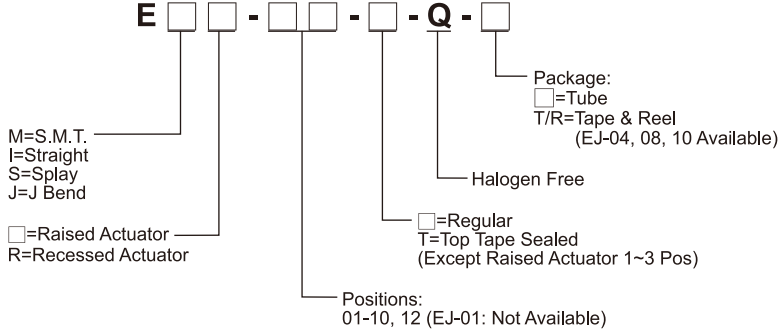 E□□-□□-□-Q-□
Package:
□=Tube
T/R=Tape & Reel
(EJ-04, 08, 10 Available)
M=S.M.T.
I=Straight
S=Splay
J=J Bend
Halogen Free
□=Raised Actuator
R=Recessed Actuator
□=Regular
T=Top Tape Sealed
(Except Raised Actuator 1~3 Pos)
Positions:
01-10, 12 (EJ-01: Not Available)